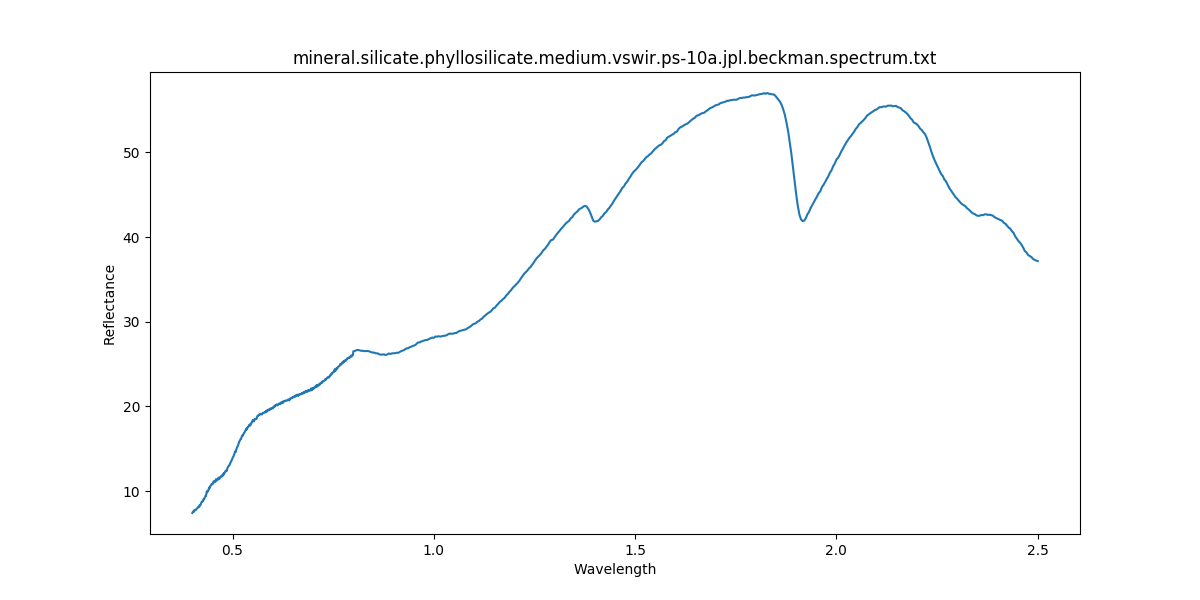 mineral.silicate.phyllosilicate.medium.vswir.ps-10a.jpl.beckman.spectrum.txt
50
40
30
20
10
Reflectance
0.5 1.0 1.5 2.0 2.5
Wavelength